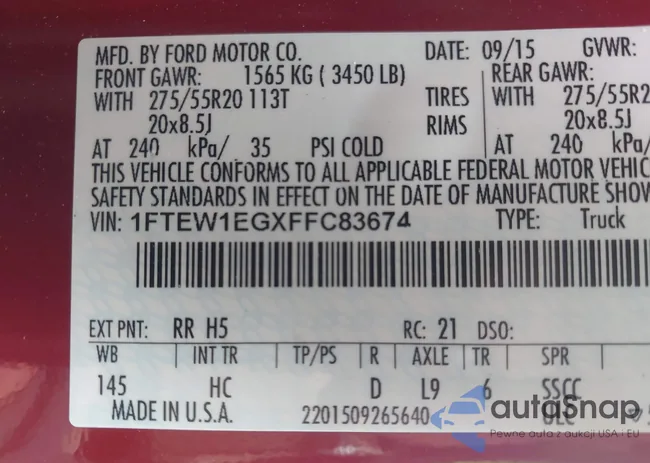 MFD. BY FORD MOTOR CO. DATE: 09/15 GVWR:
FRONT GAWR: 1565 KG ( 3450 LB) REAR GAWR:
WITH 275/55R20 113T TIRES WITH 275/55R2
20x8.5J RIMS 20x8.5J
AT 240 kPa/ 35 PSI COLD AT 240 kPa/
THIS VEHICLE CONFORMS TO ALL APPLICABLE FEDERAL MOTOR VEHIC
SAFETY STANDARDS IN EFFECT ON THE DATE OF MANUFACTURE SHOW
VIN: 1FTEW1EGXFFC83674 TYPE: Truck
EXT PNT: RR H5 RC: 21 DSO:
WB INT TR TP/PS R AXLE TR SPR
145 HC D L9 6 SSCC
MADE IN U.S.A. 2201509265640
autaSnap
Pewne auta z aukcji USA i EU